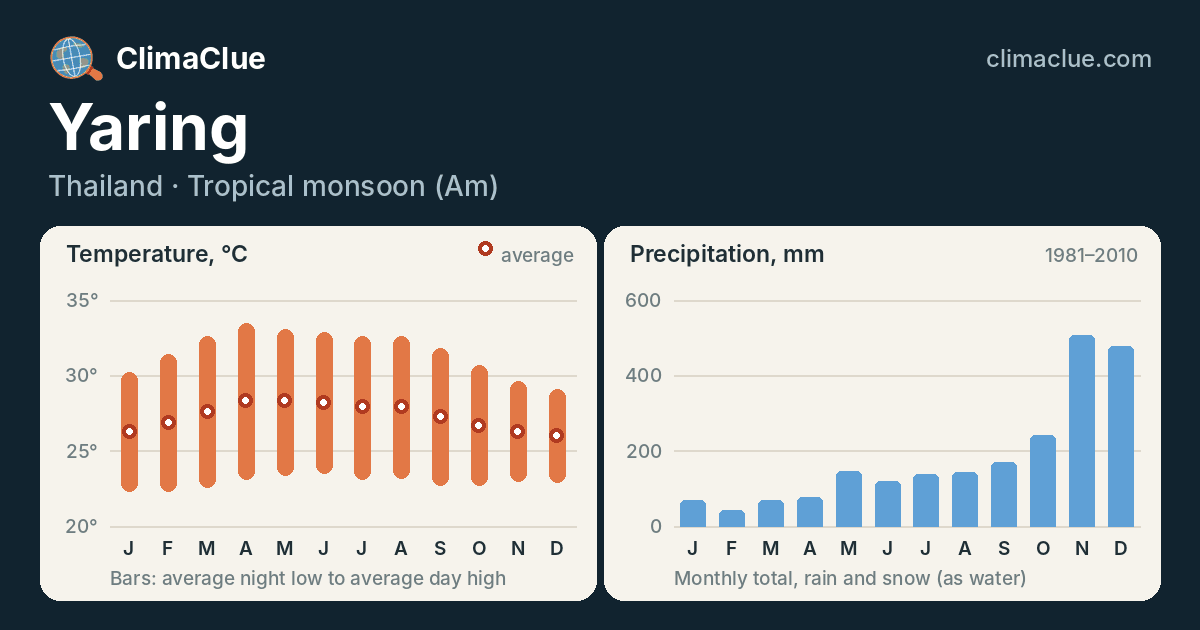 ClimaClue
climaclue.com
Yaring
Thailand · Tropical monsoon (Am)
Temperature, °C
average
35°
30°
25°
20°
J F M A M J J A S O N D
Bars: average night low to average day high
Precipitation, mm
1981–2010
600
400
200
0
J F M A M J J A S O N D
Monthly total, rain and snow (as water)